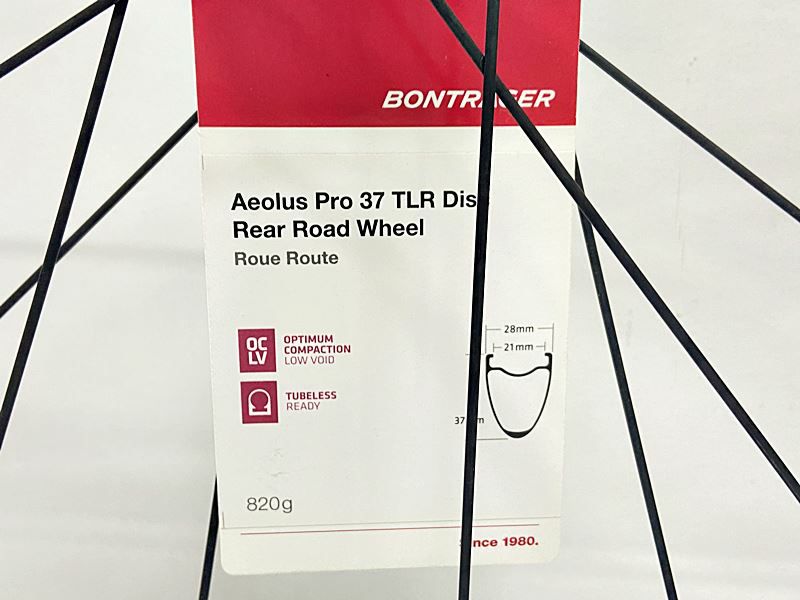 BONTRAGER
Aeolus Pro 37 TLR Disc
Rear Road Wheel
Roue Route
OC
LV
OPTIMUM
COMPACTION
LOW VOID
TUBELESS
READY
28mm
21mm
37mm
820g
Since 1980.